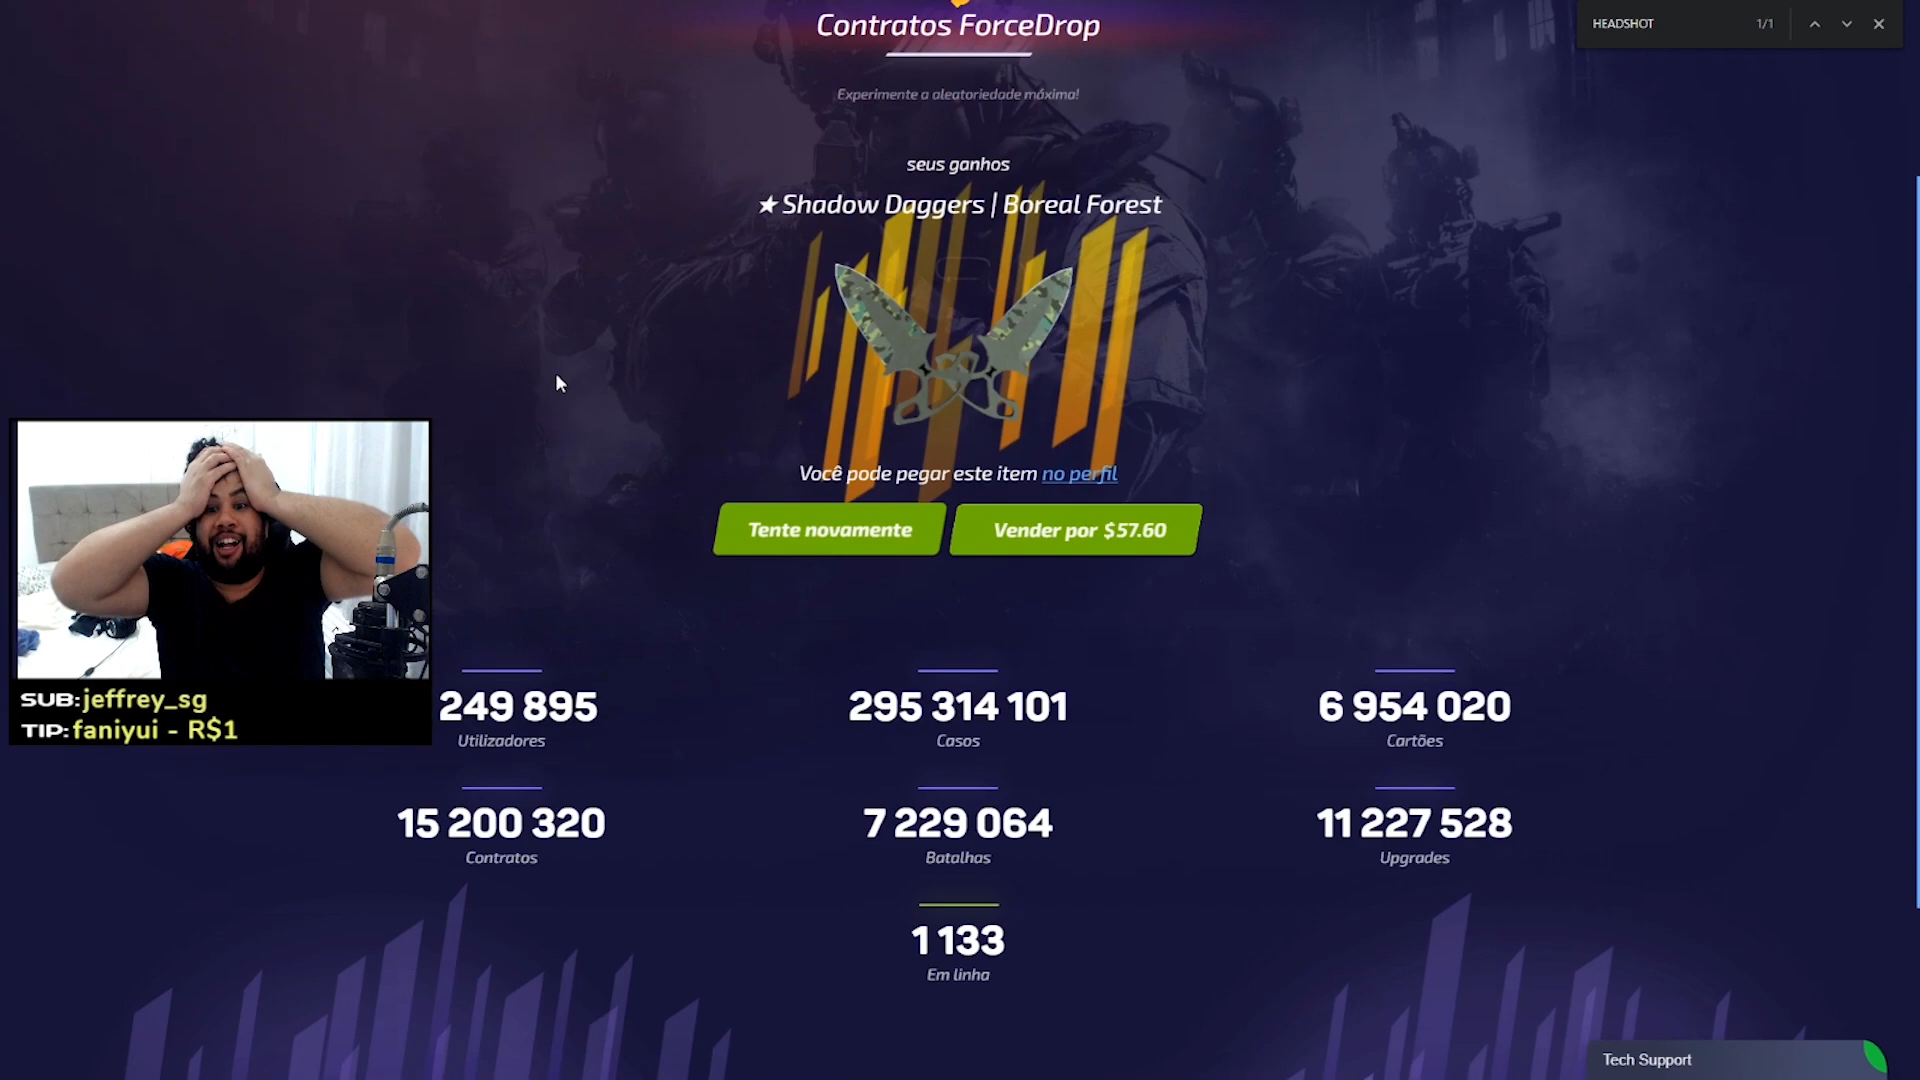 Contratos ForceDrop
HEADSHOT
1/1
Experimente a aleatoriedade máxima!
seus ganhos
★ Shadow Daggers | Boreal Forest
Você pode pegar este item no perfil
Tente novamente
Vender por $57.60
SUB:jeffrey_sg
TIP:faniyui - R$1
249 895
Utilizadores
295 314 101
Casos
6 954 020
Cartões
15 200 320
Contratos
7 229 064
Batalhas
11 227 528
Upgrades
1 133
Em linha
Tech Support